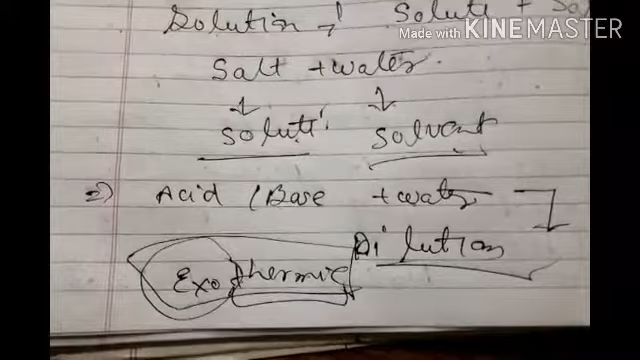 Solution → Solute + So
Made with KINEMASTER
Salt + water.
↓ ↓
Solute Solvent
⇒) Acid / Base + water
Dilution
Exothermic